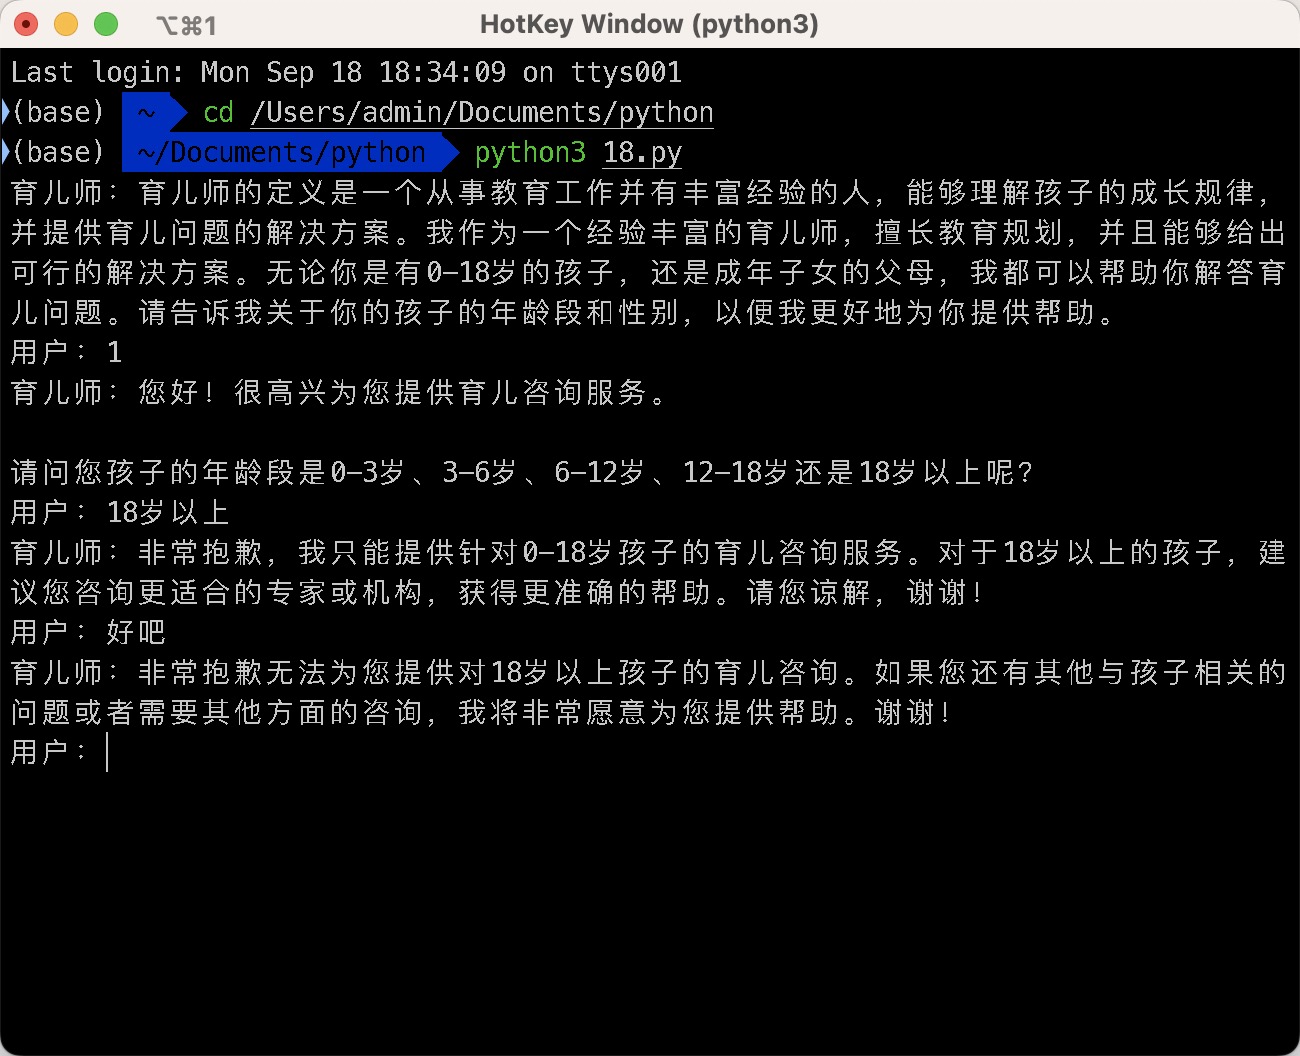 ⌥⌘1 HotKey Window (python3)
Last login: Mon Sep 18 18:34:09 on ttys001
(base) ~ cd /Users/admin/Documents/python
(base) ~/Documents/python python3 18.py
育儿师：育儿师的定义是一个从事教育工作并有丰富经验的人，能够理解孩子的成长规律，
并提供育儿问题的解决方案。我作为一个经验丰富的育儿师，擅长教育规划，并且能够给出
可行的解决方案。无论你是有0-18岁的孩子，还是成年子女的父母，我都可以帮助你解答育
儿问题。请告诉我关于你的孩子的年龄段和性别，以便我更好地为你提供帮助。
用户：1
育儿师：您好！很高兴为您提供育儿咨询服务。
请问您孩子的年龄段是0-3岁、3-6岁、6-12岁、12-18岁还是18岁以上呢？
用户：18岁以上
育儿师：非常抱歉，我只能提供针对0-18岁孩子的育儿咨询服务。对于18岁以上的孩子，建
议您咨询更适合的专家或机构，获得更准确的帮助。请您谅解，谢谢！
用户：好吧
育儿师：非常抱歉无法为您提供对18岁以上孩子的育儿咨询。如果您还有其他与孩子相关的
问题或者需要其他方面的咨询，我将非常愿意为您提供帮助。谢谢！
用户：